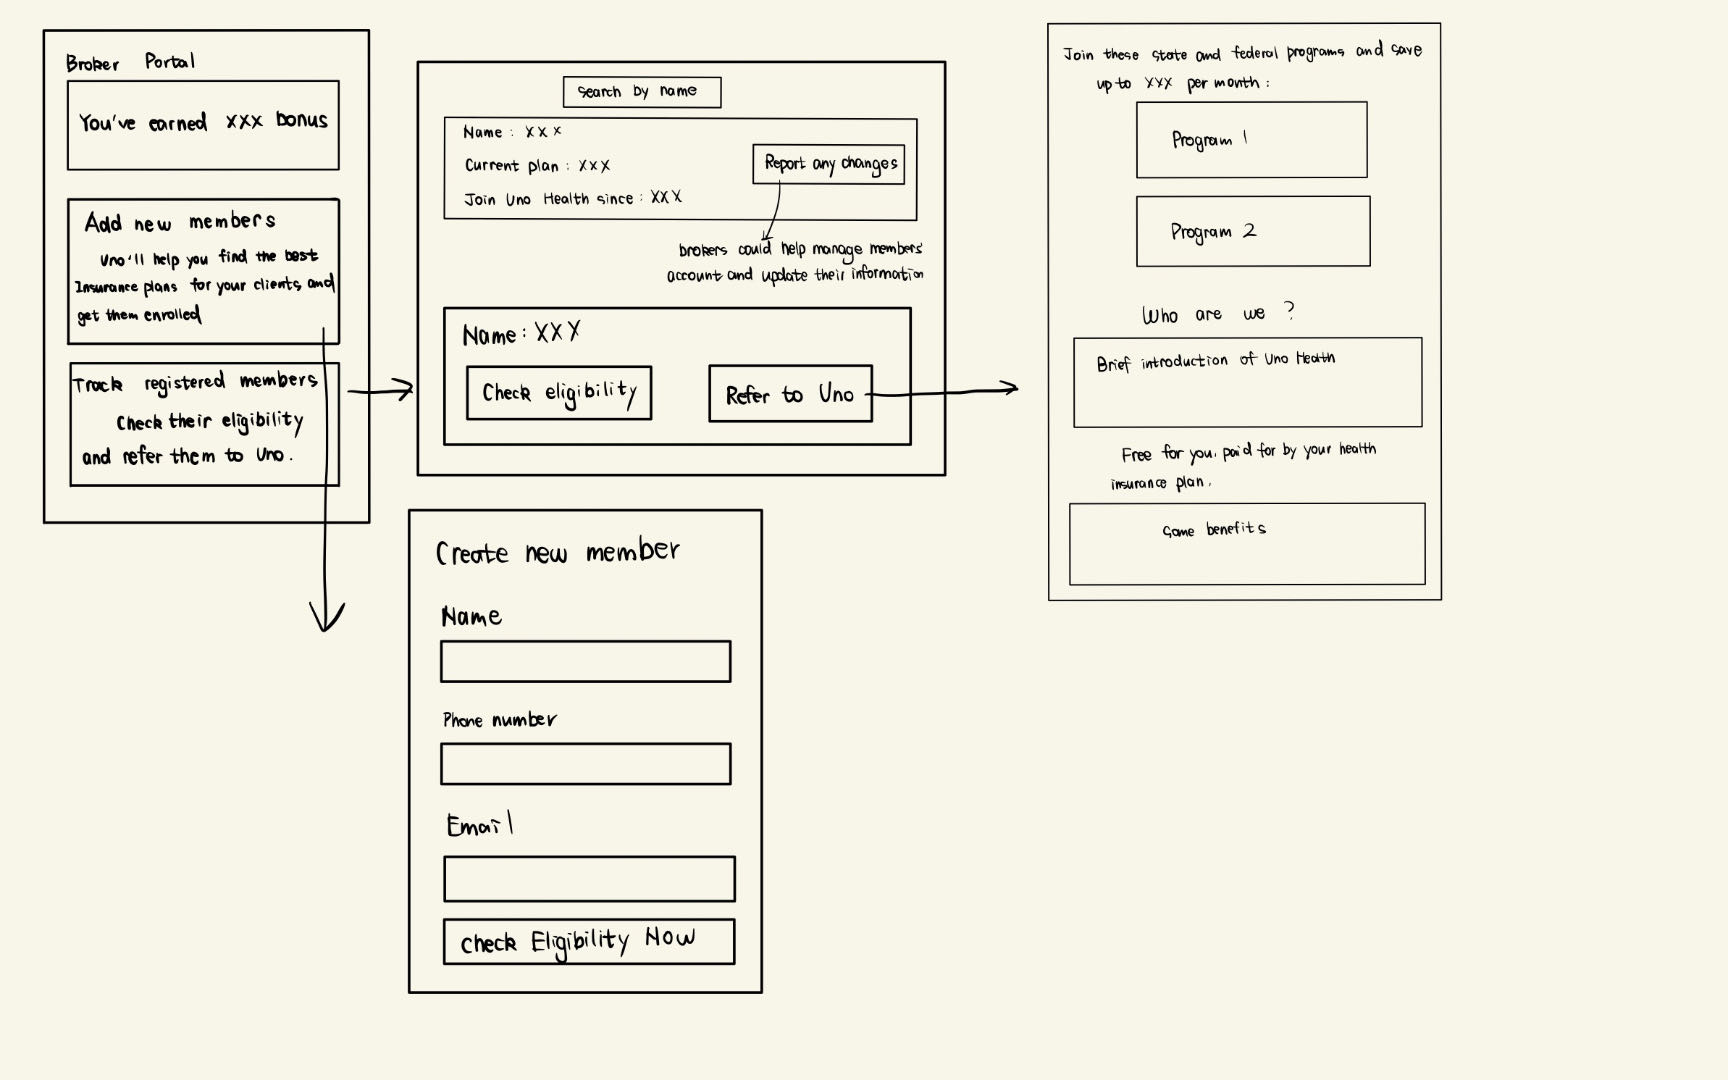 Broker Portal
You've earned xxx bonus
Add new members
Uno'll help you find the best
Insurance plans for your clients and
get them enrolled
Track registered members
Check their eligibility
and refer them to Uno.
Search by name
Name : XXX
Current plan : XXX
Join Uno Health since : XXX
Report any changes
brokers could help manage members'
account and update their information
Name : XXX
Check eligibility
Refer to Uno
Create new member
Name
Phone number
Email
Check Eligibility Now
Join these state and federal programs and save
up to XXX per month :
Program 1
Program 2
Who are we ?
Brief introduction of Uno Health
Free for you, paid for by your health
insurance plan.
Some benefits